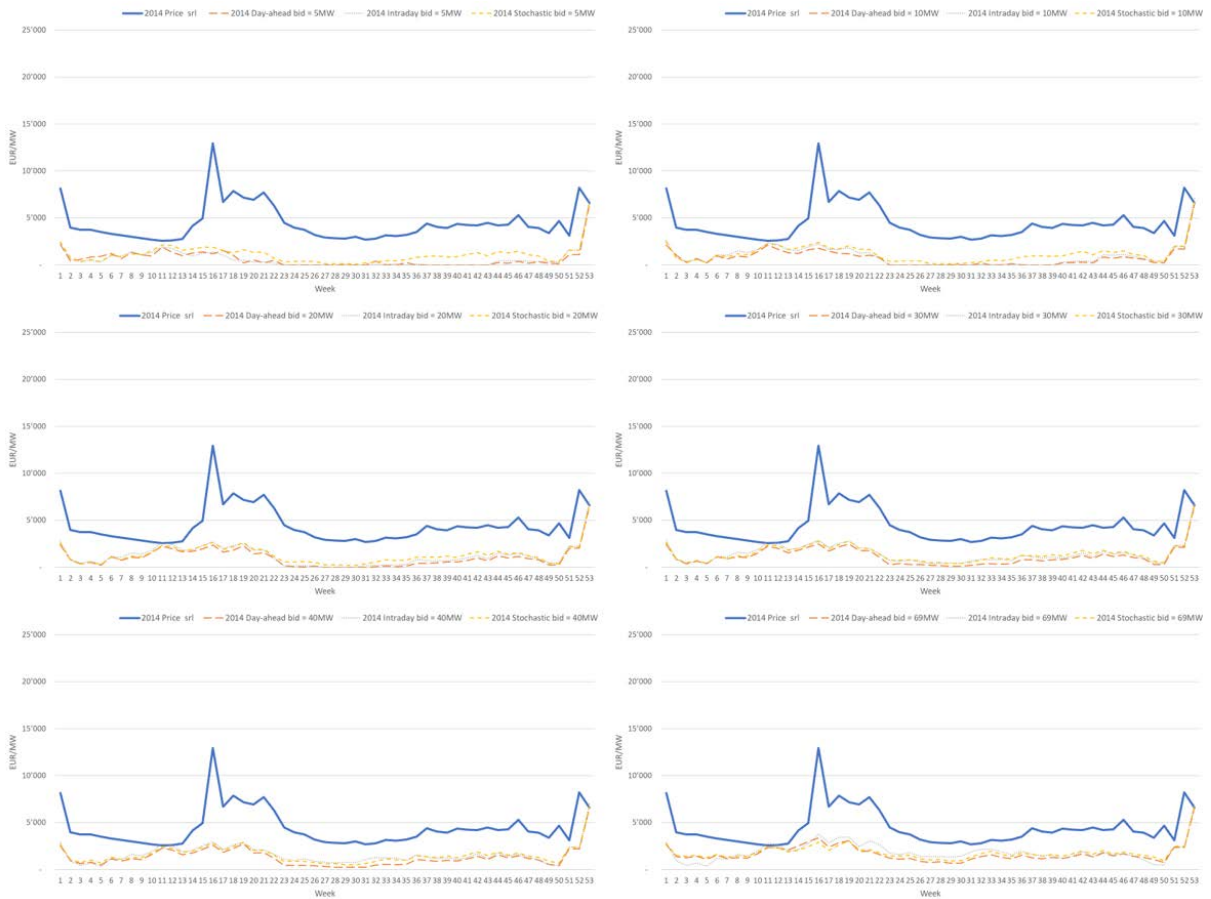 2014 Price srl 2014 Day-ahead bid = 5MW 2014 Intraday bid = 5MW 2014 Stochastic bid = 5MW
25'000
20'000
15'000
10'000
5'000
-
EUR/MW
1 2 3 4 5 6 7 8 9 10 11 12 13 14 15 16 17 18 19 20 21 22 23 24 25 26 27 28 29 30 31 32 33 34 35 36 37 38 39 40 41 42 43 44 45 46 47 48 49 50 51 52 53
Week
2014 Price srl 2014 Day-ahead bid = 10MW 2014 Intraday bid = 10MW 2014 Stochastic bid = 10MW
25'000
20'000
15'000
10'000
5'000
-
EUR/MW
1 2 3 4 5 6 7 8 9 10 11 12 13 14 15 16 17 18 19 20 21 22 23 24 25 26 27 28 29 30 31 32 33 34 35 36 37 38 39 40 41 42 43 44 45 46 47 48 49 50 51 52 53
Week
2014 Price srl 2014 Day-ahead bid = 20MW 2014 Intraday bid = 20MW 2014 Stochastic bid = 20MW
25'000
20'000
15'000
10'000
5'000
-
EUR/MW
1 2 3 4 5 6 7 8 9 10 11 12 13 14 15 16 17 18 19 20 21 22 23 24 25 26 27 28 29 30 31 32 33 34 35 36 37 38 39 40 41 42 43 44 45 46 47 48 49 50 51 52 53
Week
2014 Price srl 2014 Day-ahead bid = 30MW 2014 Intraday bid = 30MW 2014 Stochastic bid = 30MW
25'000
20'000
15'000
10'000
5'000
-
EUR/MW
1 2 3 4 5 6 7 8 9 10 11 12 13 14 15 16 17 18 19 20 21 22 23 24 25 26 27 28 29 30 31 32 33 34 35 36 37 38 39 40 41 42 43 44 45 46 47 48 49 50 51 52 53
Week
2014 Price srl 2014 Day-ahead bid = 40MW 2014 Intraday bid = 40MW 2014 Stochastic bid = 40MW
25'000
20'000
15'000
10'000
5'000
-
EUR/MW
1 2 3 4 5 6 7 8 9 10 11 12 13 14 15 16 17 18 19 20 21 22 23 24 25 26 27 28 29 30 31 32 33 34 35 36 37 38 39 40 41 42 43 44 45 46 47 48 49 50 51 52 53
Week
2014 Price srl 2014 Day-ahead bid = 69MW 2014 Intraday bid = 69MW 2014 Stochastic bid = 69MW
25'000
20'000
15'000
10'000
5'000
-
EUR/MW
1 2 3 4 5 6 7 8 9 10 11 12 13 14 15 16 17 18 19 20 21 22 23 24 25 26 27 28 29 30 31 32 33 34 35 36 37 38 39 40 41 42 43 44 45 46 47 48 49 50 51 52 53
Week